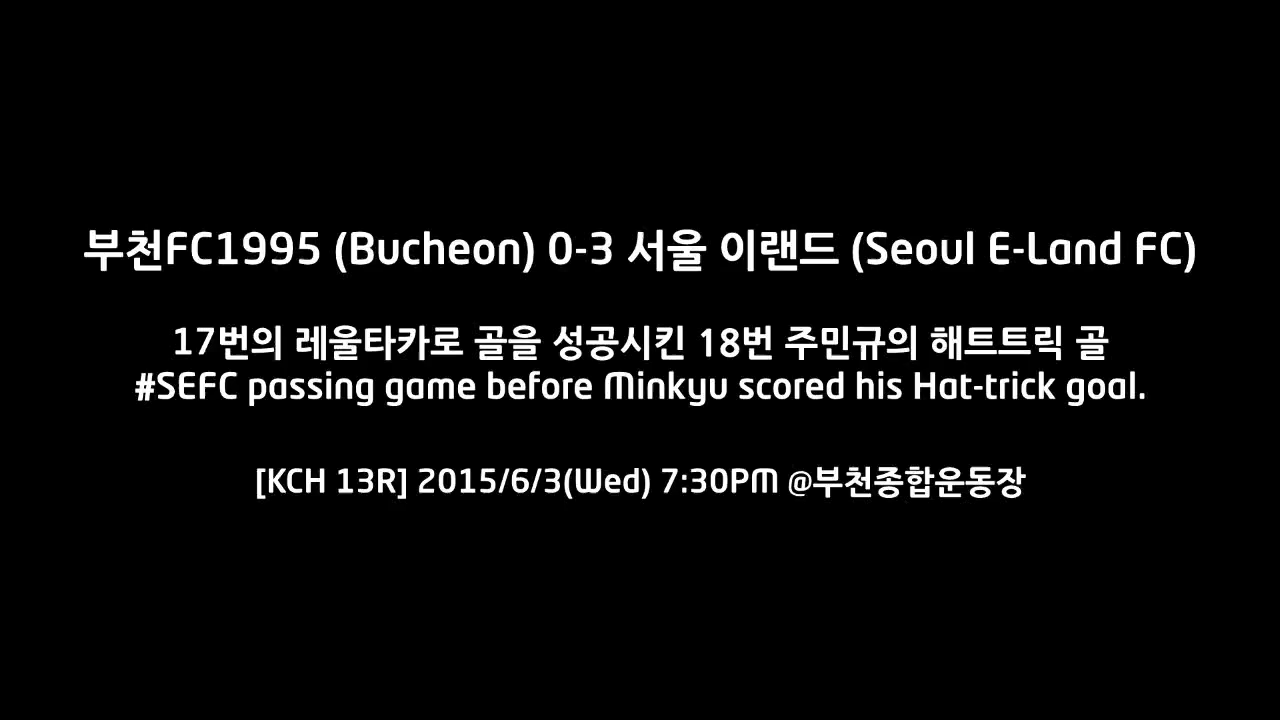 부천FC1995 (Bucheon) 0-3 서울 이랜드 (Seoul E-Land FC)
17번의 레울타카로 골을 성공시킨 18번 주민규의 해트트릭 골
#SEFC passing game before Minkyu scored his Hat-trick goal.
[KCH 13R] 2015/6/3(Wed) 7:30PM @부천종합운동장